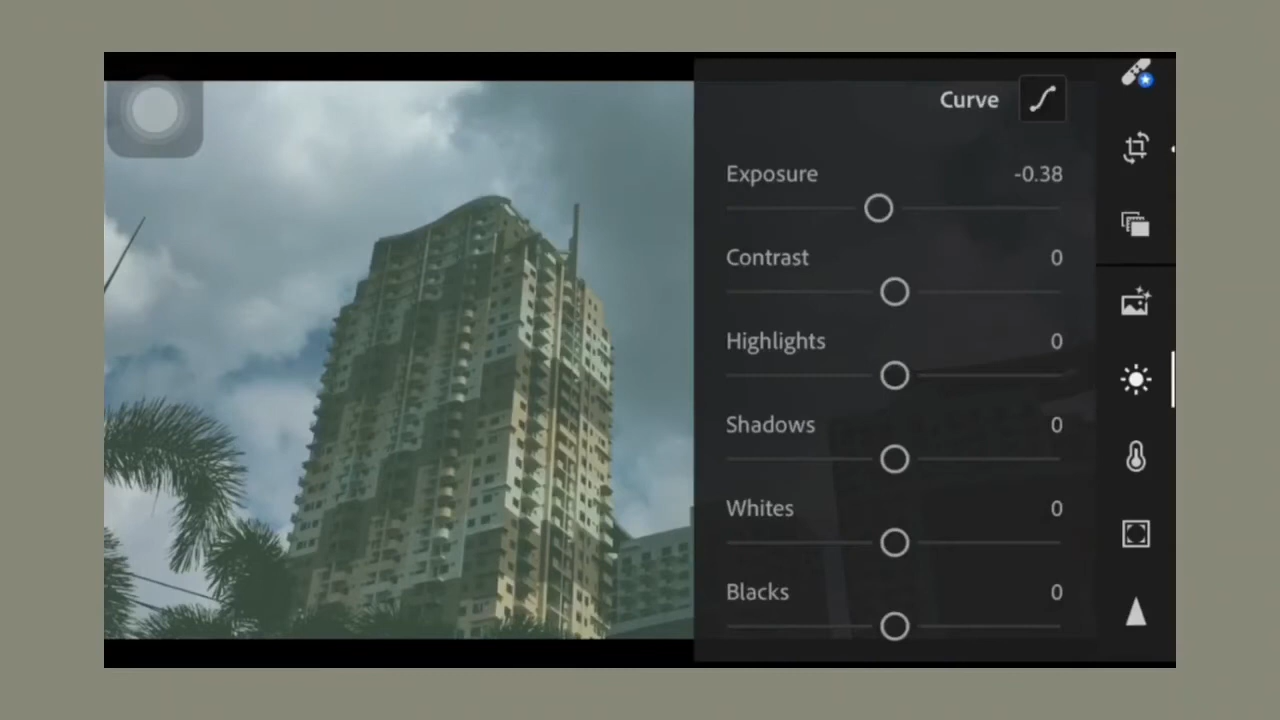 Curve
Exposure -0.38
Contrast 0
Highlights 0
Shadows 0
Whites 0
Blacks 0